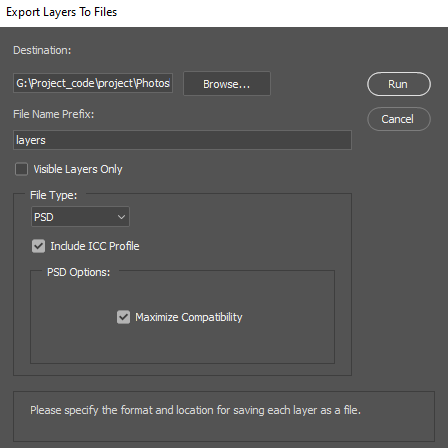 Export Layers To Files
Destination:
G:\Project_code\project\Photos
Browse...
Run
File Name Prefix:
Cancel
layers
Visible Layers Only
File Type:
PSD
Include ICC Profile
PSD Options:
Maximize Compatibility
Please specify the format and location for saving each layer as a file.